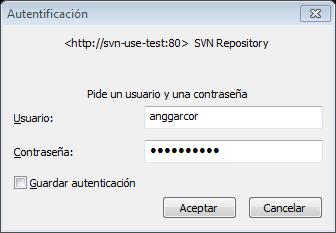 Autentificación
<http://svn-use-test:80> SVN Repository
Pide un usuario y una contraseña
Usuario: anggarcor
Contraseña: ●●●●●●●●●●
Guardar autenticación
Aceptar Cancelar